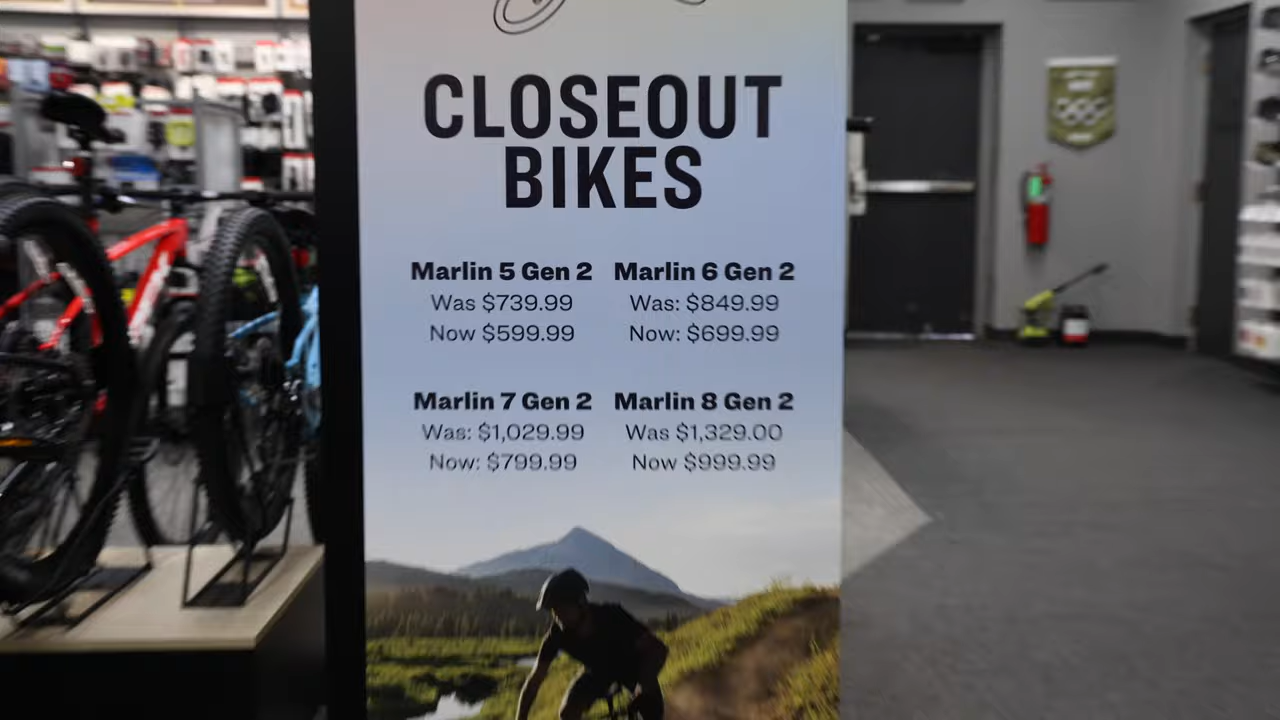 CLOSEOUT
BIKES
Marlin 5 Gen 2
Was $739.99
Now $599.99
Marlin 6 Gen 2
Was: $849.99
Now: $699.99
Marlin 7 Gen 2
Was: $1,029.99
Now: $799.99
Marlin 8 Gen 2
Was $1,329.00
Now $999.99